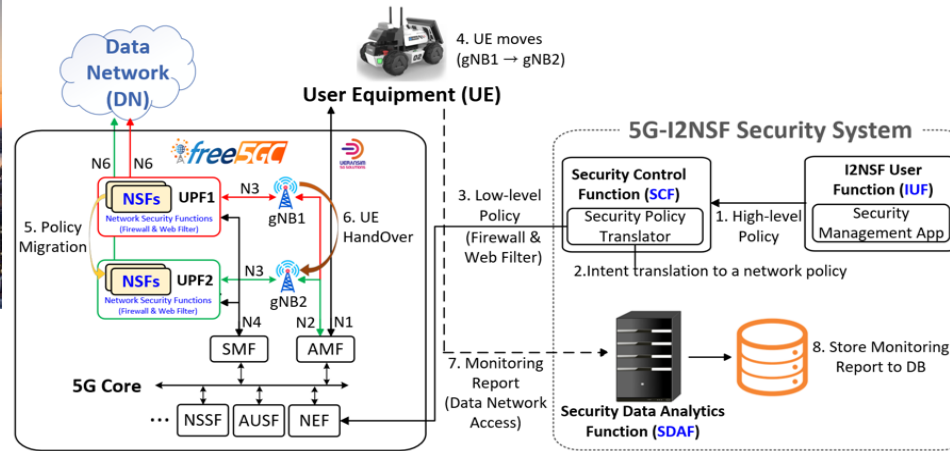 Data
Network
(DN)
4. UE moves
(gNB1 → gNB2)
User Equipment (UE)
free5GC
UERANSIM
N6
N6
NSFs
UPF1
Network Security Functions
(Firewall & Web Filter)
N3
gNB1
5. Policy
Migration
6. UE
HandOver
NSFs
UPF2
Network Security Functions
(Firewall & Web Filter)
N3
gNB2
N4
N2
N1
SMF
AMF
5G Core
...
NSSF
AUSF
NEF
3. Low-level
Policy
(Firewall &
Web Filter)
5G-I2NSF Security System
Security Control
Function (SCF)
Security Policy
Translator
1. High-level
Policy
I2NSF User
Function (IUF)
Security
Management App
2.Intent translation to a network policy
7. Monitoring
Report
(Data Network
Access)
Security Data Analytics
Function (SDAF)
8. Store Monitoring
Report to DB